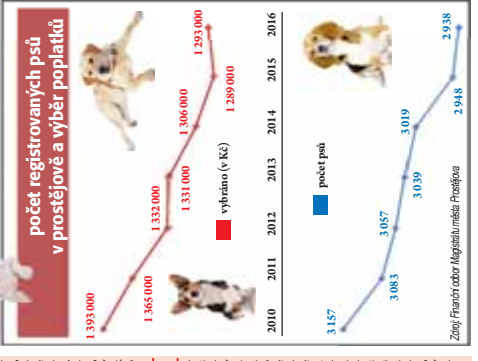 počet registrovaných psů
v prostějově a výběr poplatků
1 393 000
1 365 000
1 332 000
1 331 000
1 306 000
1 289 000
1 293 000
vybráno (v Kč)
2010 2011 2012 2013 2014 2015 2016
počet psů
3 157
3 083
3 057
3 039
3 019
2 948
2 938
Zdroj: Finanční odbor Magistrátu města Prostějova